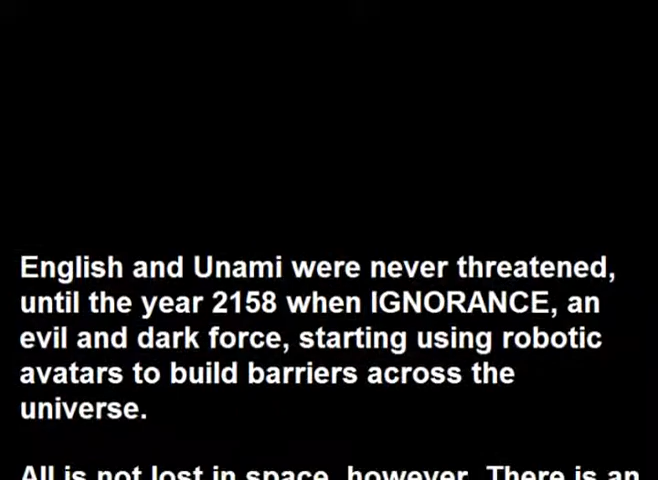 English and Unami were never threatened,
until the year 2158 when IGNORANCE, an
evil and dark force, starting using robotic
avatars to build barriers across the
universe.
All is not lost in space, however. There is an